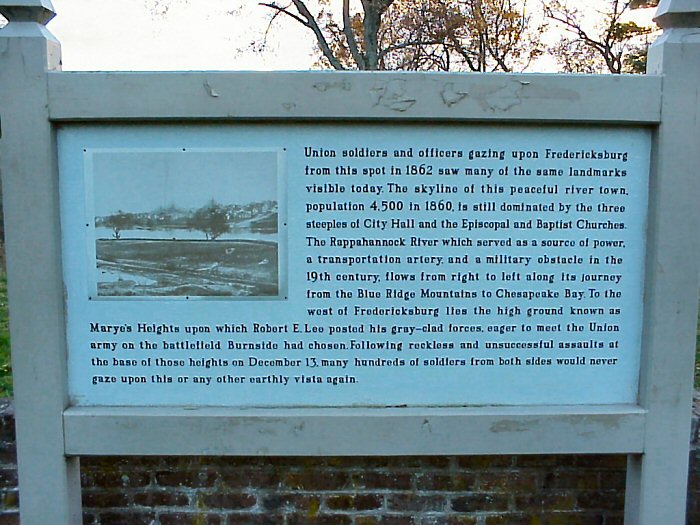 Union soldiers and officers gazing upon Fredericksburg
from this spot in 1862 saw many of the same landmarks
visible today. The skyline of this peaceful river town,
population 4,500 in 1860, is still dominated by the three
steeples of City Hall and the Episcopal and Baptist Churches.
The Rappahannock River which served as a source of power,
a transportation artery, and a military obstacle in the
19th century, flows from right to left along its journey
from the Blue Ridge Mountains to Chesapeake Bay. To the
west of Fredericksburg lies the high ground known as
Marye's Heights upon which Robert E. Lee posted his gray-clad forces, eager to meet the Union
army on the battlefield Burnside had chosen. Following reckless and unsuccessful assaults at
the base of those heights on December 13, many hundreds of soldiers from both sides would never
gaze upon this or any other earthly vista again.